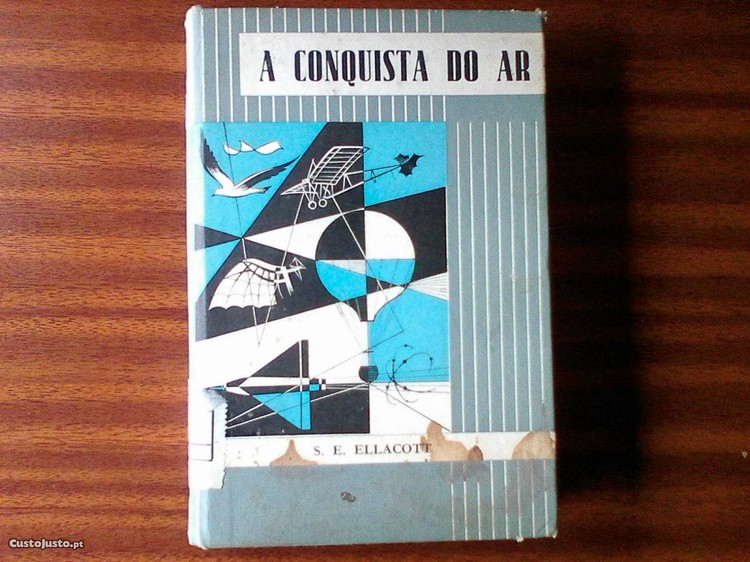 A CONQUISTA DO AR
S. E. ELLACOTT
CustoJusto.pt